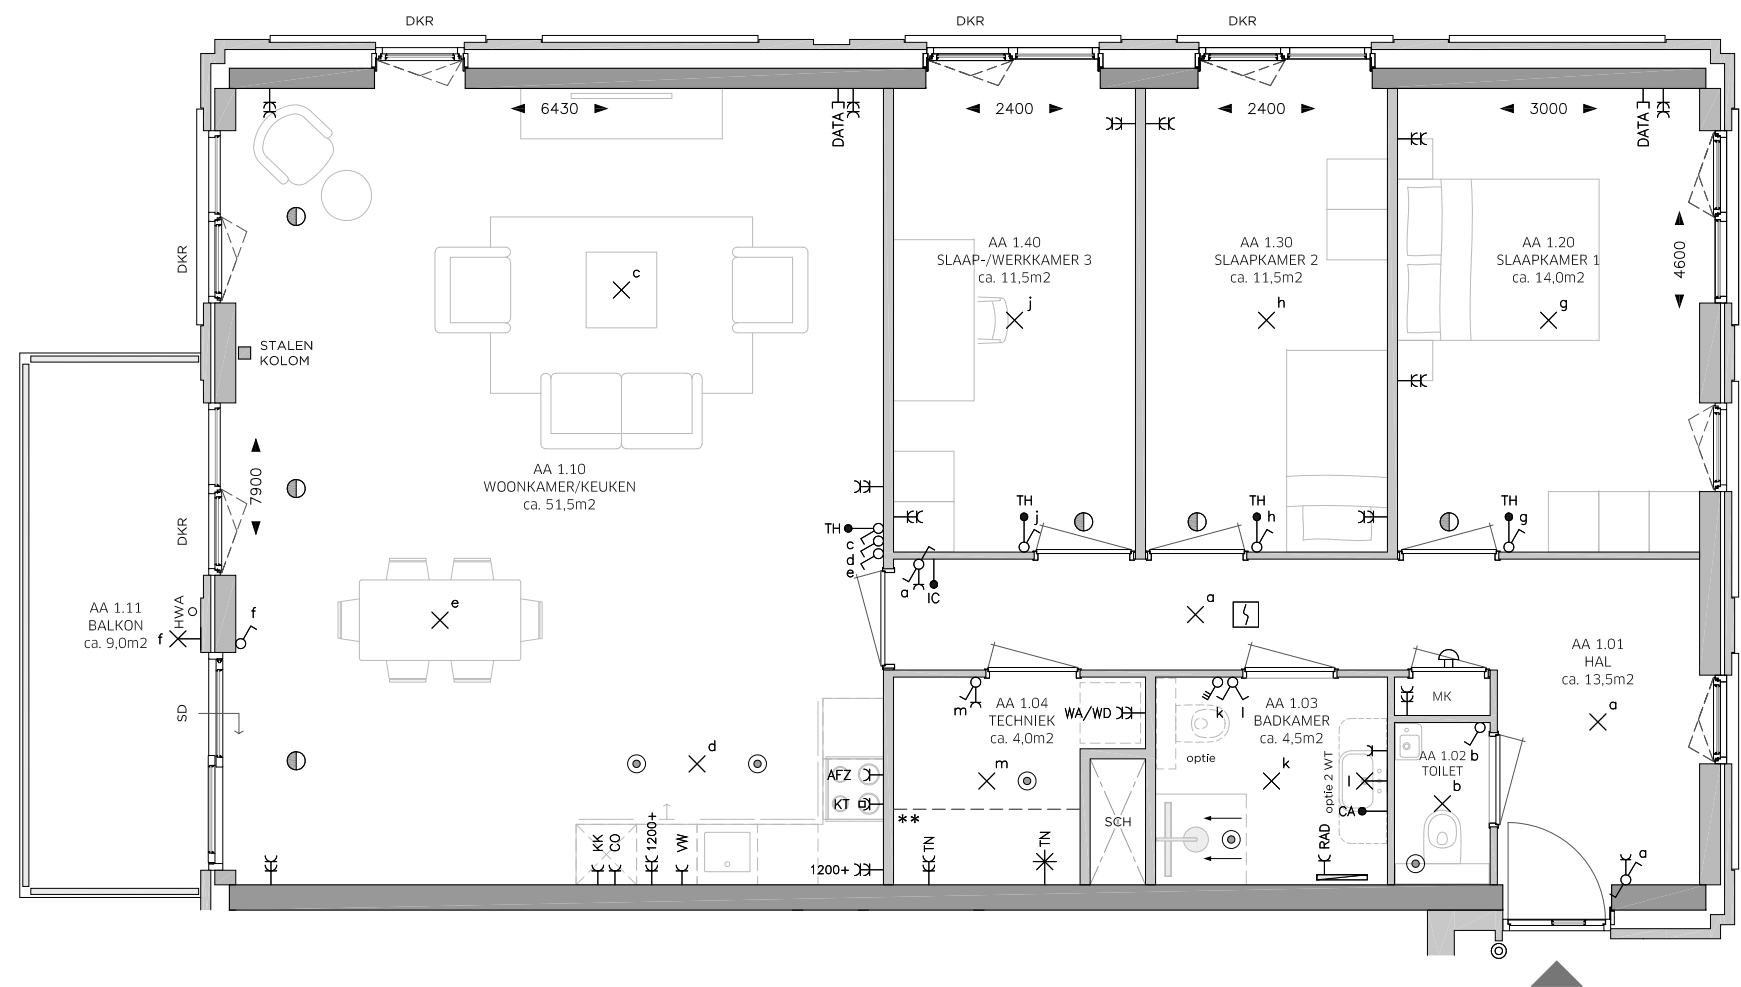 DKR
DKR
DKR
6430
2400
2400
3000
DATA
DATA
DKR
AA 1.40
SLAAP-/WERKKAMER 3
ca. 11,5m2
AA 1.30
SLAAPKAMER 2
ca. 11,5m2
AA 1.20
SLAAPKAMER 1
ca. 14,0m2
4600
c
j
h
g
STALEN
KOLOM
AA 1.10
WOONKAMER/KEUKEN
ca. 51,5m2
7900
DKR
TH
j
TH
h
TH
g
TH
c
d
e
a
IC
AA 1.11
BALKON
ca. 9,0m2
HWA
f
f
e
a
AA 1.01
HAL
ca. 13,5m2
a
SD
m
AA 1.04
TECHNIEK
ca. 4,0m2
WA/WD
k
l
AA 1.03
BADKAMER
ca. 4,5m2
MK
optie
optie 2 WT
AA 1.02
TOILET
b
b
d
m
k
l
AFZ
KT
CA
**
SCH
KK
CO
1200+
VW
1200+
TN
TN
RAD
a